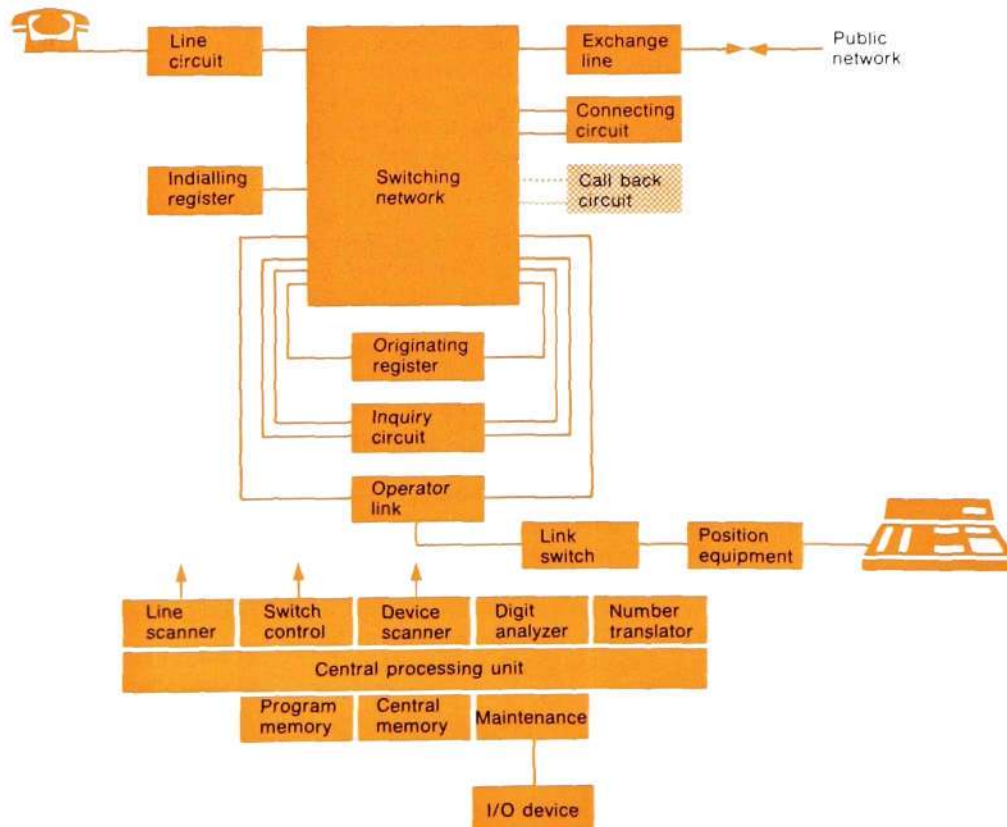 Line
circuit
Exchange
line
Public
network
Connecting
circuit
Indialling
register
Switching
network
Call back
circuit
Originating
register
Inquiry
circuit
Operator
link
Link
switch
Position
equipment
Line
scanner
Switch
control
Device
scanner
Digit
analyzer
Number
translator
Central processing unit
Program
memory
Central
memory
Maintenance
I/O device